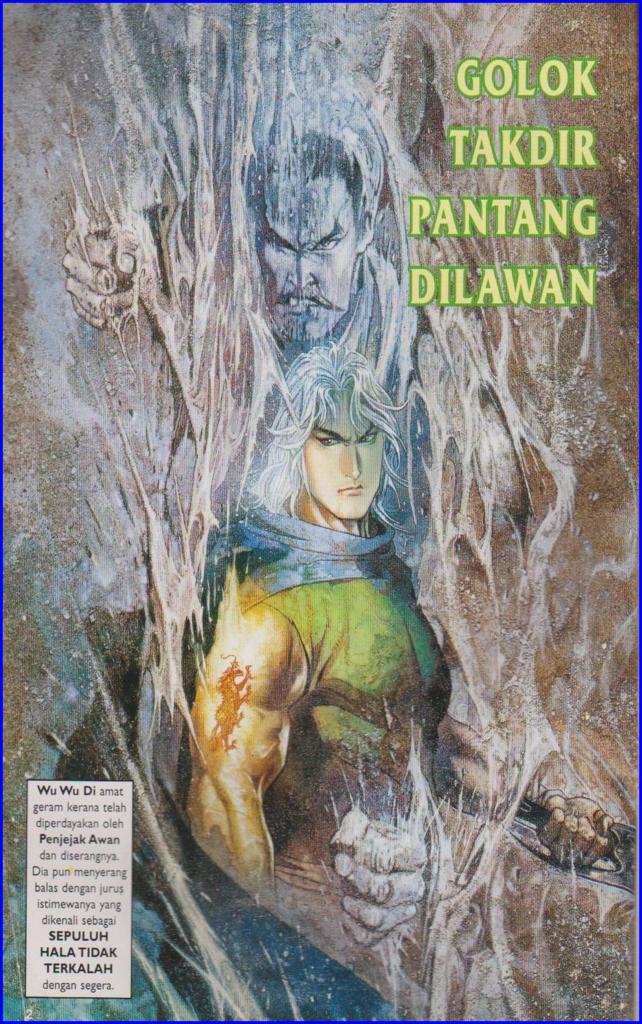 GOLOK
TAKDIR
PANTANG
DILAWAN
Wu Wu Di amat
geram kerana telah
diperdayakan oleh
Penjejak Awan
dan diserangnya.
Dia pun menyerang
balas dengan jurus
istimewanya yang
dikenali sebagai
SEPULUH
HALA TIDAK
TERKALAH
dengan segera.
2